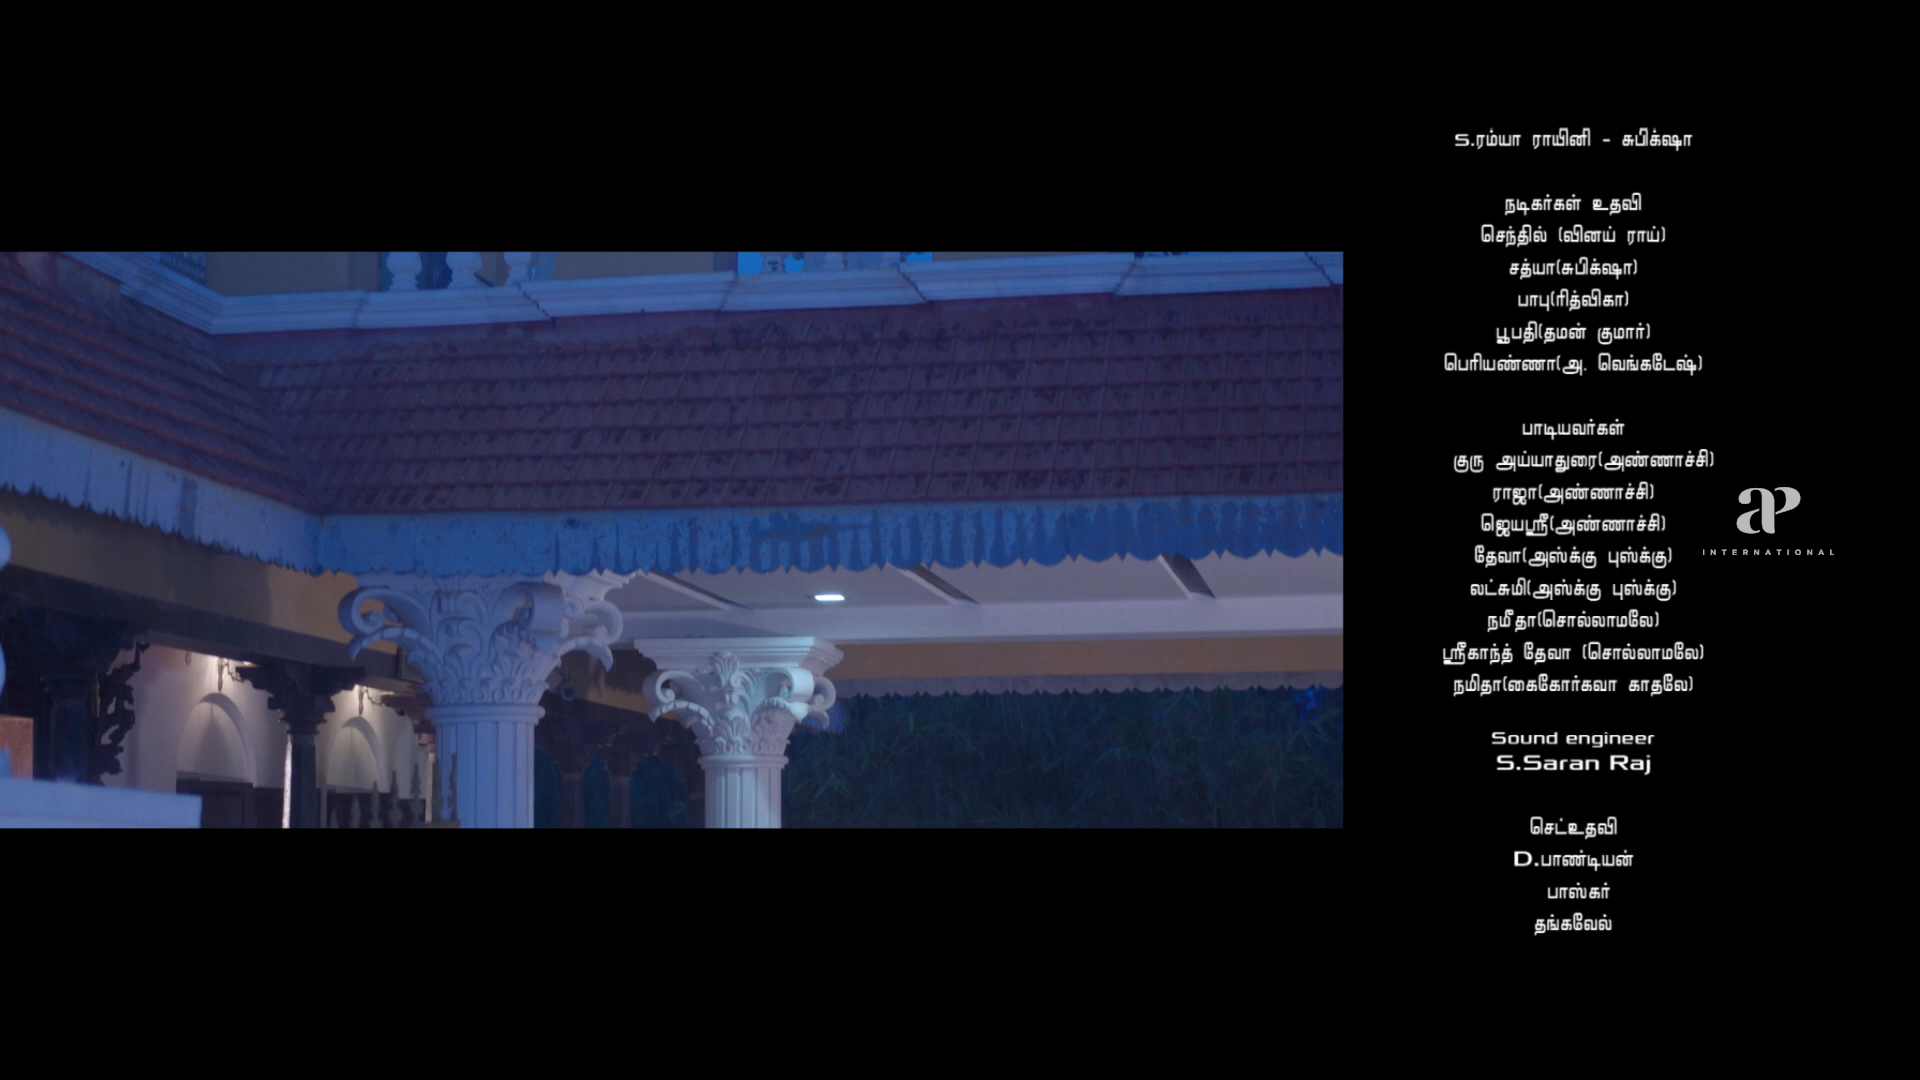 S.ரம்யா ராயினி - சுபிக்‌ஷா
நடிகர்கள் உதவி
செந்தில் (வினய் ராய்)
சத்யா(சுபிக்‌ஷா)
பாபு(ரித்விகா)
பூபதி(தமன் குமார்)
பெரியண்ணா(அ. வெங்கடேஷ்)
பாடியவர்கள்
குரு அய்யாதுரை(அண்ணாச்சி)
ராஜா(அண்ணாச்சி)
ஜெயஸ்ரீ(அண்ணாச்சி)
தேவா(அஸ்க்கு புஸ்க்கு)
லட்சுமி(அஸ்க்கு புஸ்க்கு)
நமீதா(சொல்லாமலே)
ஸ்ரீகாந்த் தேவா (சொல்லாமலே)
நமிதா(கைகோர்கவா காதலே)
ap
INTERNATIONAL
Sound engineer
S.Saran Raj
செட்உதவி
D.பாண்டியன்
பாஸ்கர்
தங்கவேல்